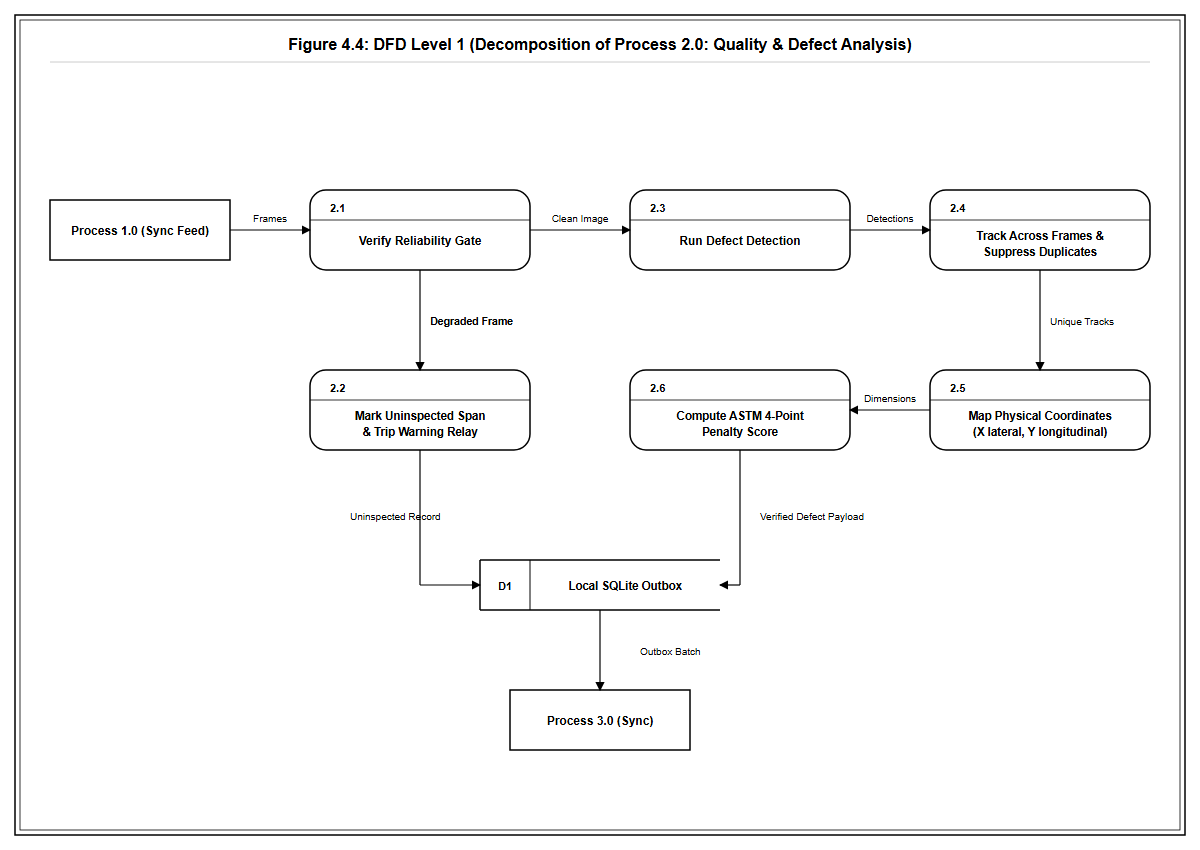 Figure 4.4: DFD Level 1 (Decomposition of Process 2.0: Quality & Defect Analysis)
Process 1.0 (Sync Feed)
Frames
2.1
Verify Reliability Gate
Clean Image
2.3
Run Defect Detection
Detections
2.4
Track Across Frames &
Suppress Duplicates
Degraded Frame
Unique Tracks
2.2
Mark Uninspected Span
& Trip Warning Relay
2.6
Compute ASTM 4-Point
Penalty Score
Dimensions
2.5
Map Physical Coordinates
(X lateral, Y longitudinal)
Uninspected Record
Verified Defect Payload
D1
Local SQLite Outbox
Outbox Batch
Process 3.0 (Sync)